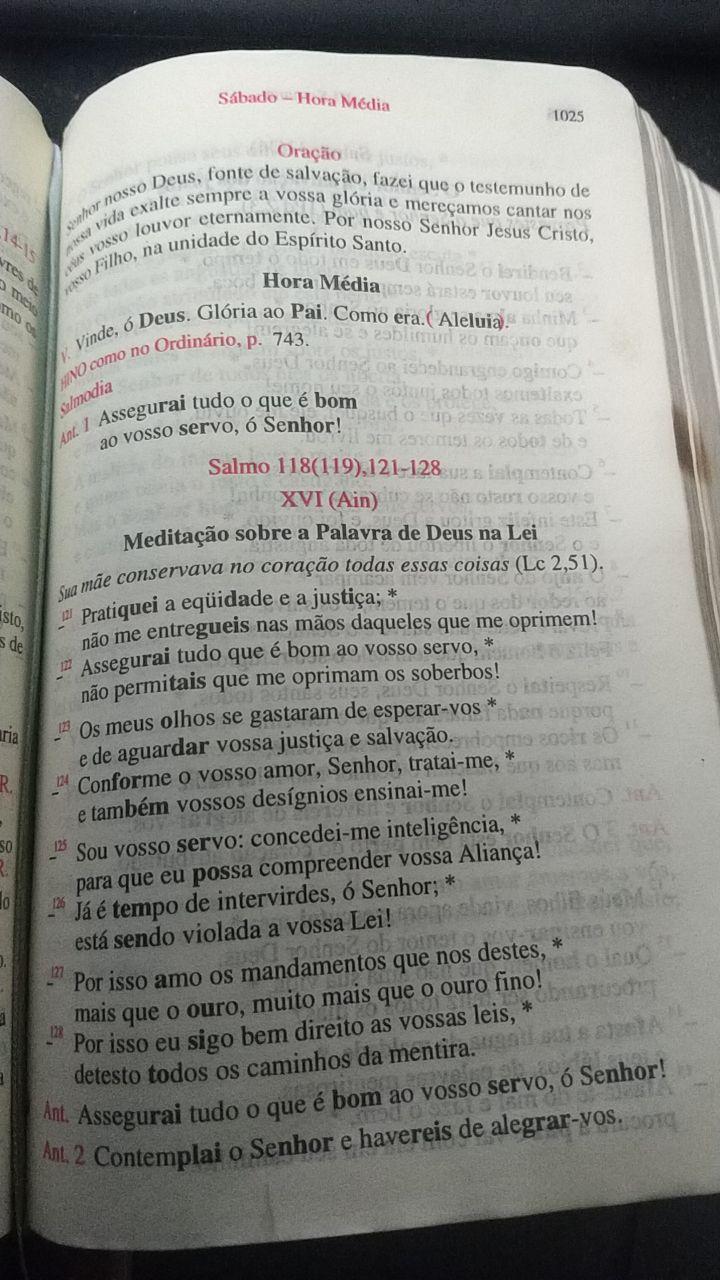 Sábado – Hora Média
1025
Oração
Senhor nosso Deus, fonte de salvação, fazei que o testemunho de
nossa vida exalte sempre a vossa glória e mereçamos cantar nos
céus vosso louvor eternamente. Por nosso Senhor Jesus Cristo,
vosso Filho, na unidade do Espírito Santo.
Hora Média
V. Vinde, ó Deus. Glória ao Pai. Como era.( Aleluia).
HINO como no Ordinário, p. 743.
Salmodia
Ant. 1 Assegurai tudo o que é bom
ao vosso servo, ó Senhor!
Salmo 118(119),121-128
XVI (Ain)
Meditação sobre a Palavra de Deus na Lei
Sua mãe conservava no coração todas essas coisas (Lc 2,51).
– 121 Pratiquei a eqüidade e a justiça; *
não me entregueis nas mãos daqueles que me oprimem!
– 122 Assegurai tudo que é bom ao vosso servo, *
não permitais que me oprimam os soberbos!
– 123 Os meus olhos se gastaram de esperar-vos *
e de aguardar vossa justiça e salvação.
– 124 Conforme o vosso amor, Senhor, tratai-me, *
e também vossos desígnios ensinai-me!
– 125 Sou vosso servo: concedei-me inteligência, *
para que eu possa compreender vossa Aliança!
– 126 Já é tempo de intervirdes, ó Senhor; *
está sendo violada a vossa Lei!
– 127 Por isso amo os mandamentos que nos destes, *
mais que o ouro, muito mais que o ouro fino!
– 128 Por isso eu sigo bem direito as vossas leis, *
detesto todos os caminhos da mentira.
Ant. Assegurai tudo o que é bom ao vosso servo, ó Senhor!
Ant. 2 Contemplai o Senhor e havereis de alegrar-vos.